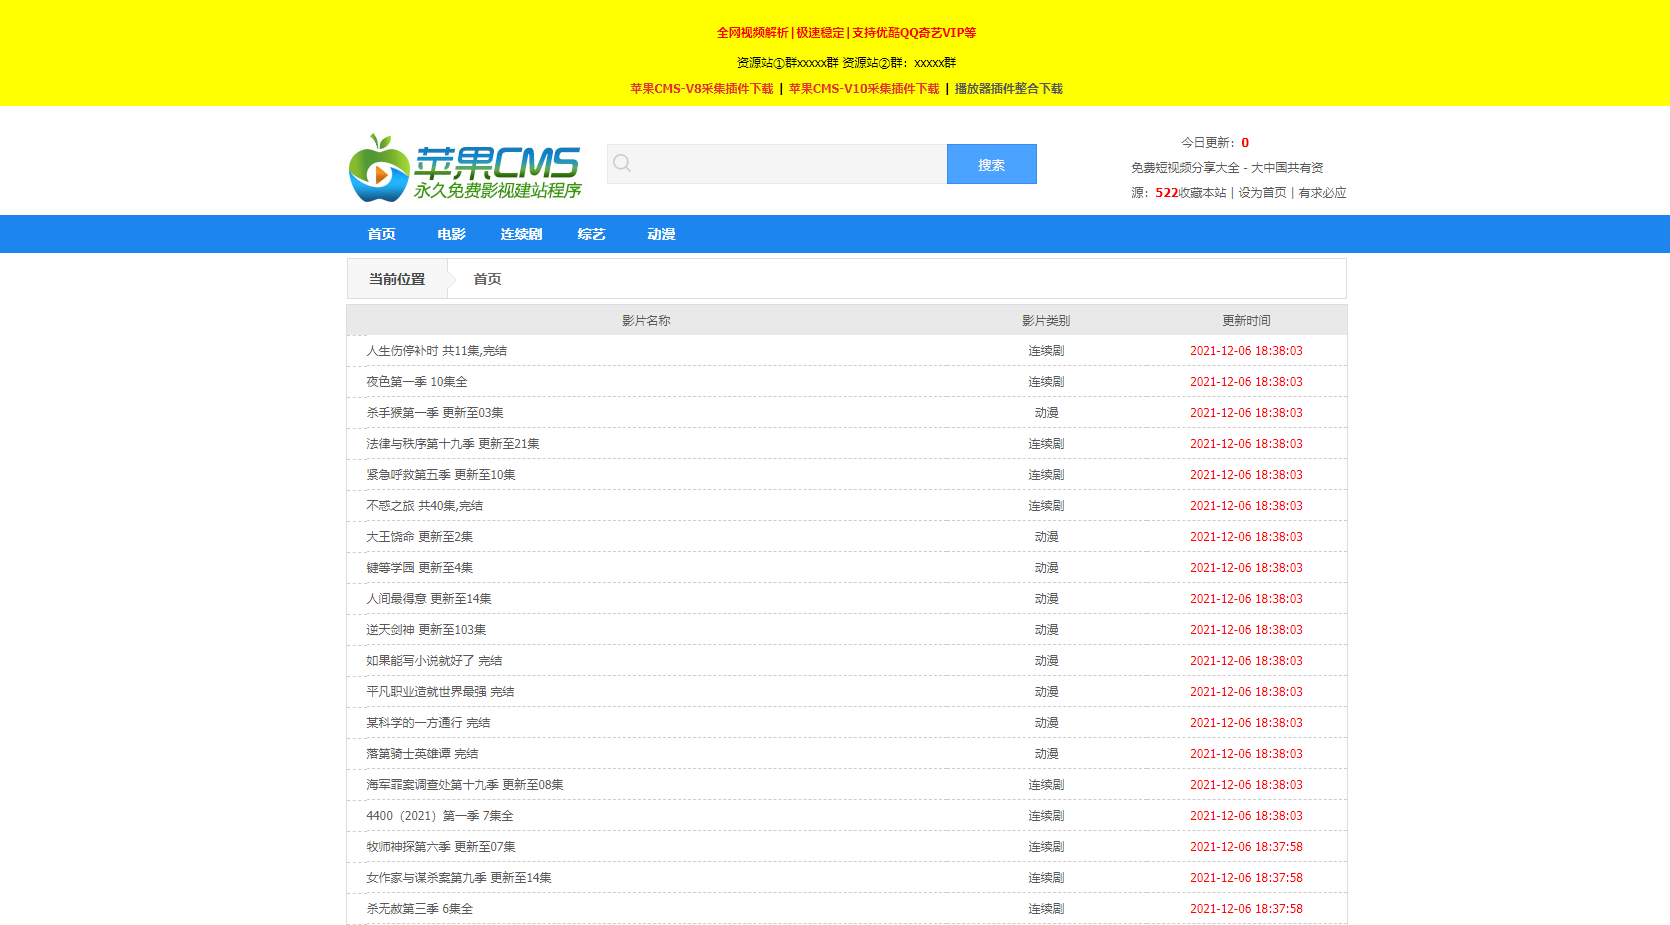 全网视频解析|极速稳定|支持优酷QQ奇艺VIP等
资源站①群xxxxx群 资源站②群：xxxxx群
苹果CMS-V8采集插件下载 | 苹果CMS-V10采集插件下载 | 播放器插件整合下载
苹果CMS
永久免费影视建站程序
搜索
今日更新：0
免费短视频分享大全 - 大中国共有资
源：522收藏本站 | 设为首页 | 有求必应
首页 电影 连续剧 综艺 动漫
当前位置 首页
影片名称 影片类别 更新时间
人生伤停补时 共11集,完结 连续剧 2021-12-06 18:38:03
夜色第一季 10集全 连续剧 2021-12-06 18:38:03
杀手猴第一季 更新至03集 动漫 2021-12-06 18:38:03
法律与秩序第十九季 更新至21集 连续剧 2021-12-06 18:38:03
紧急呼救第五季 更新至10集 连续剧 2021-12-06 18:38:03
不惑之旅 共40集,完结 连续剧 2021-12-06 18:38:03
大王饶命 更新至2集 动漫 2021-12-06 18:38:03
键等学园 更新至4集 动漫 2021-12-06 18:38:03
人间最得意 更新至14集 动漫 2021-12-06 18:38:03
逆天剑神 更新至103集 动漫 2021-12-06 18:38:03
如果能写小说就好了 完结 动漫 2021-12-06 18:38:03
平凡职业造就世界最强 完结 动漫 2021-12-06 18:38:03
某科学的一方通行 完结 动漫 2021-12-06 18:38:03
落第骑士英雄谭 完结 动漫 2021-12-06 18:38:03
海军罪案调查处第十九季 更新至08集 连续剧 2021-12-06 18:38:03
4400（2021）第一季 7集全 连续剧 2021-12-06 18:38:03
牧师神探第六季 更新至07集 连续剧 2021-12-06 18:37:58
女作家与谋杀案第九季 更新至14集 连续剧 2021-12-06 18:37:58
杀无赦第三季 6集全 连续剧 2021-12-06 18:37:58